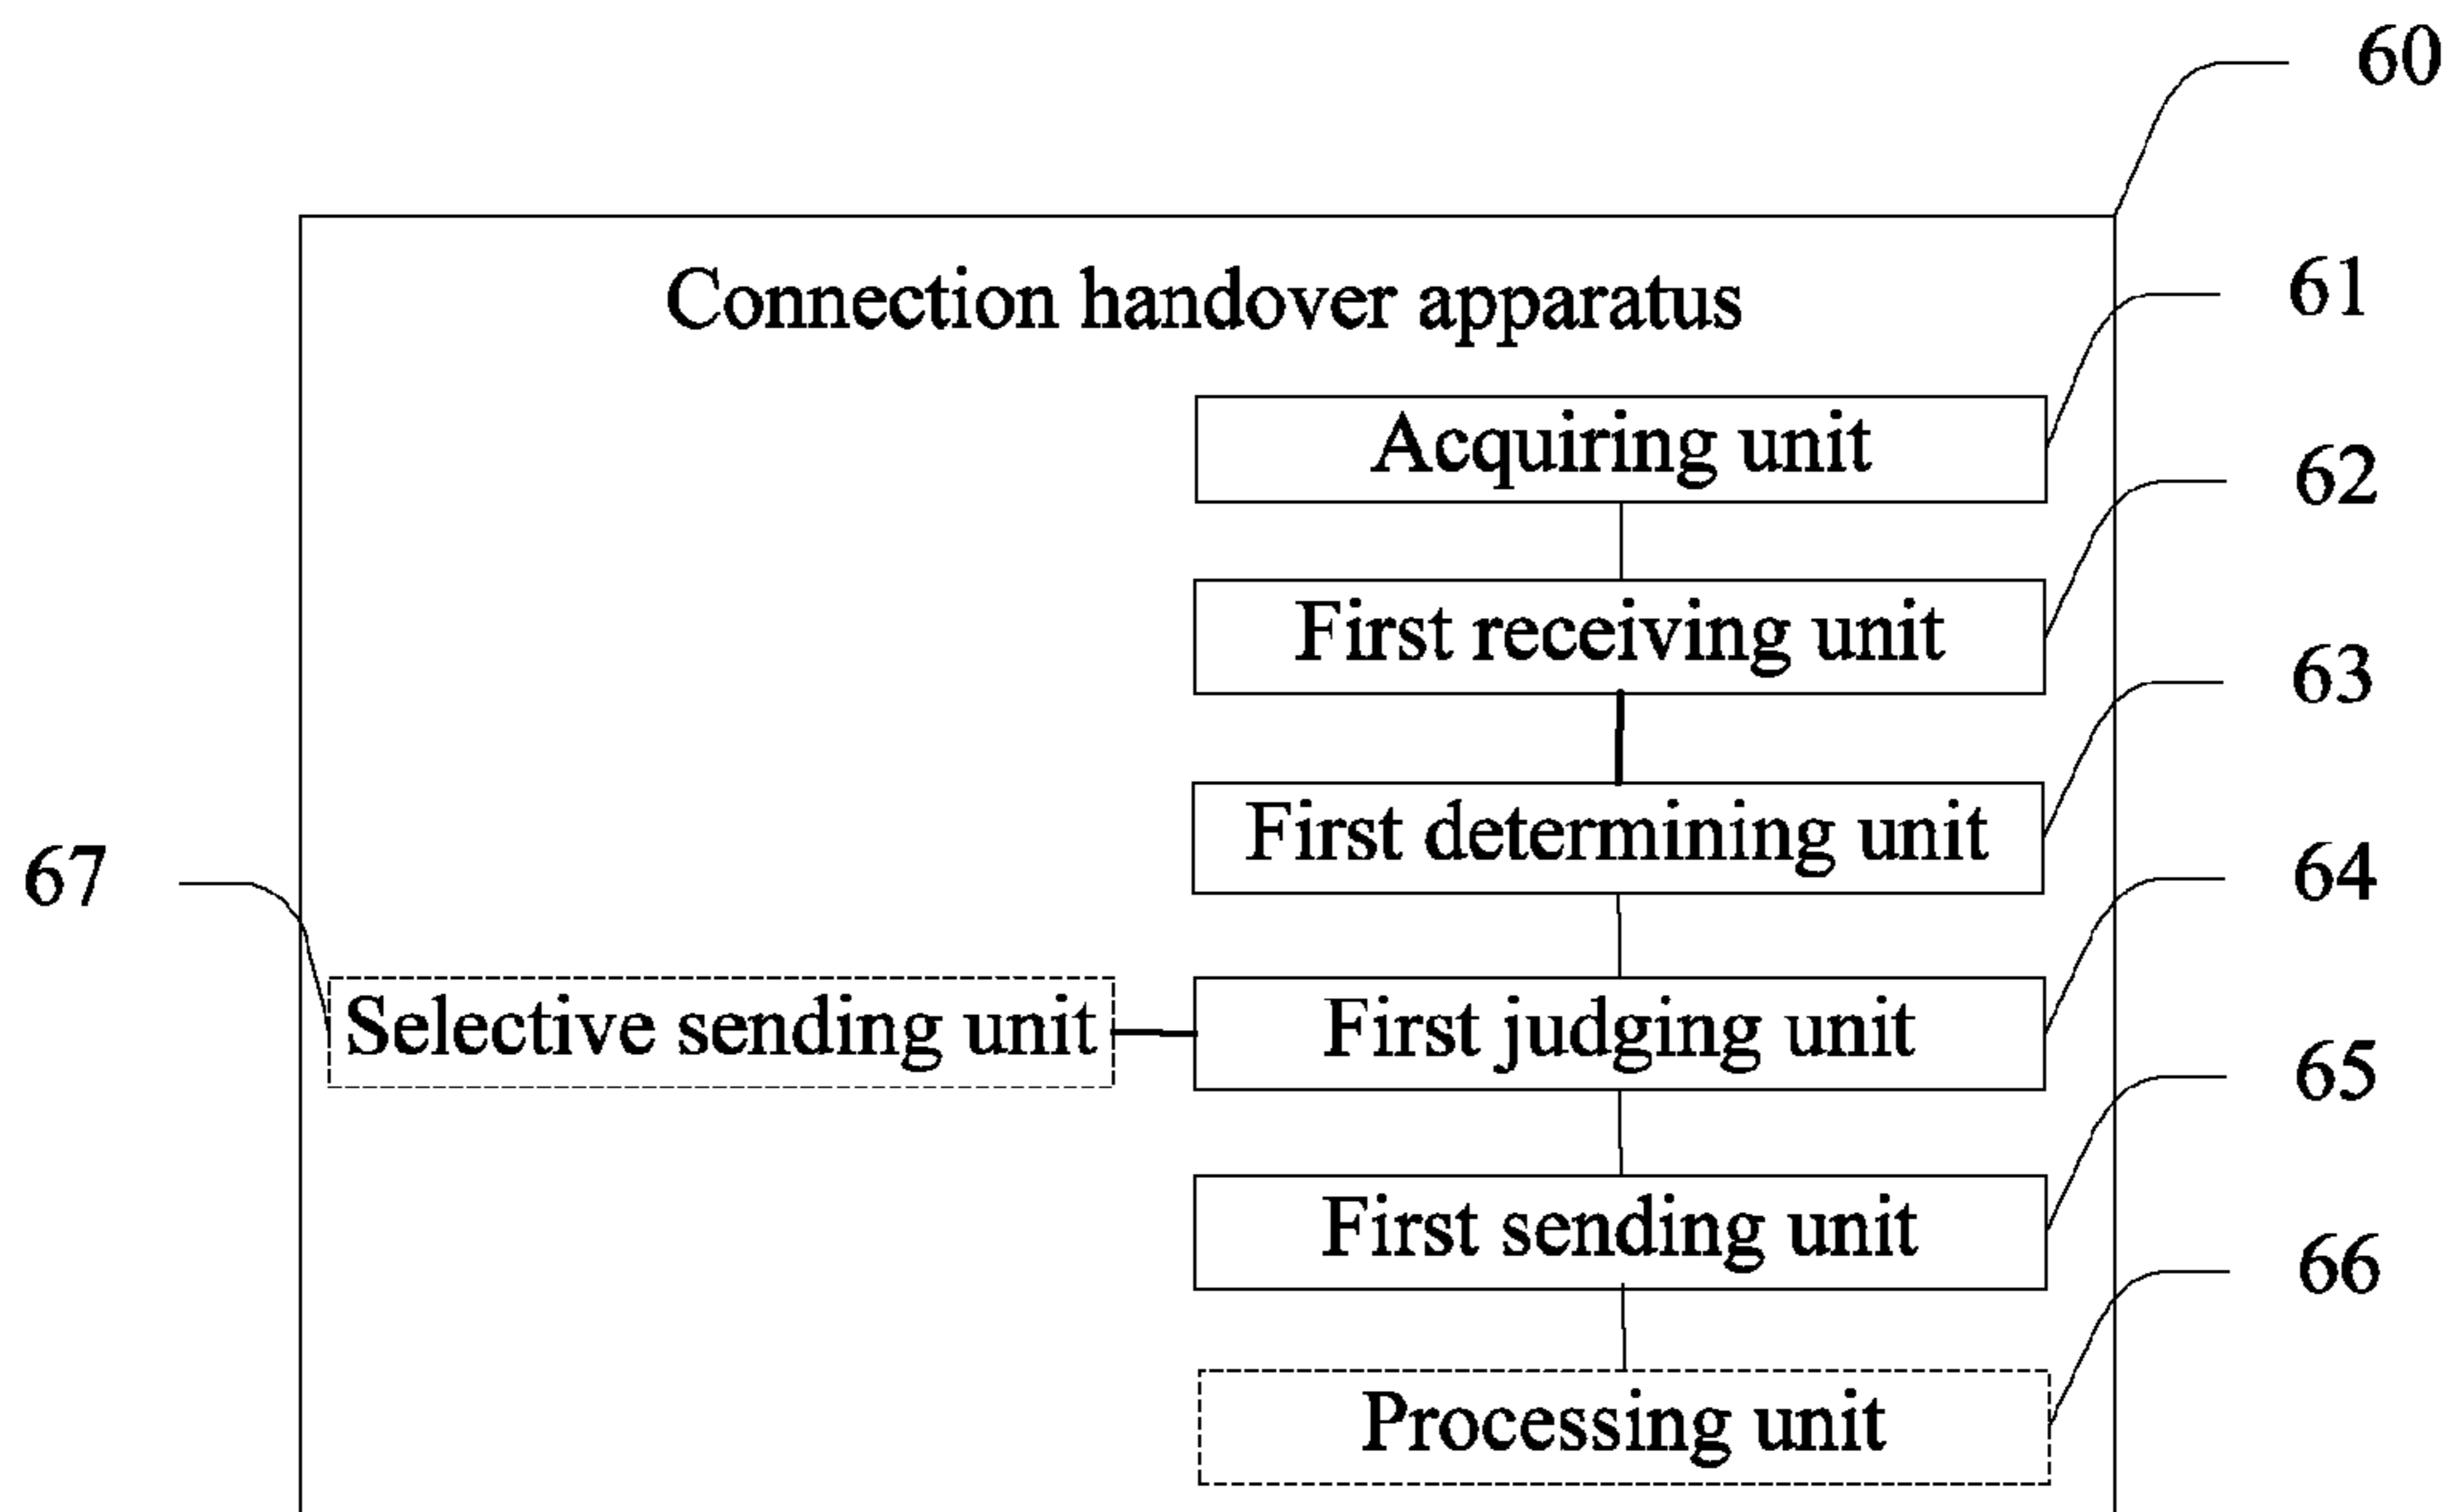 60
Connection handover apparatus
61
Acquiring unit
62
First receiving unit
63
First determining unit
67
64
Selective sending unit
First judging unit
65
First sending unit
66
Processing unit